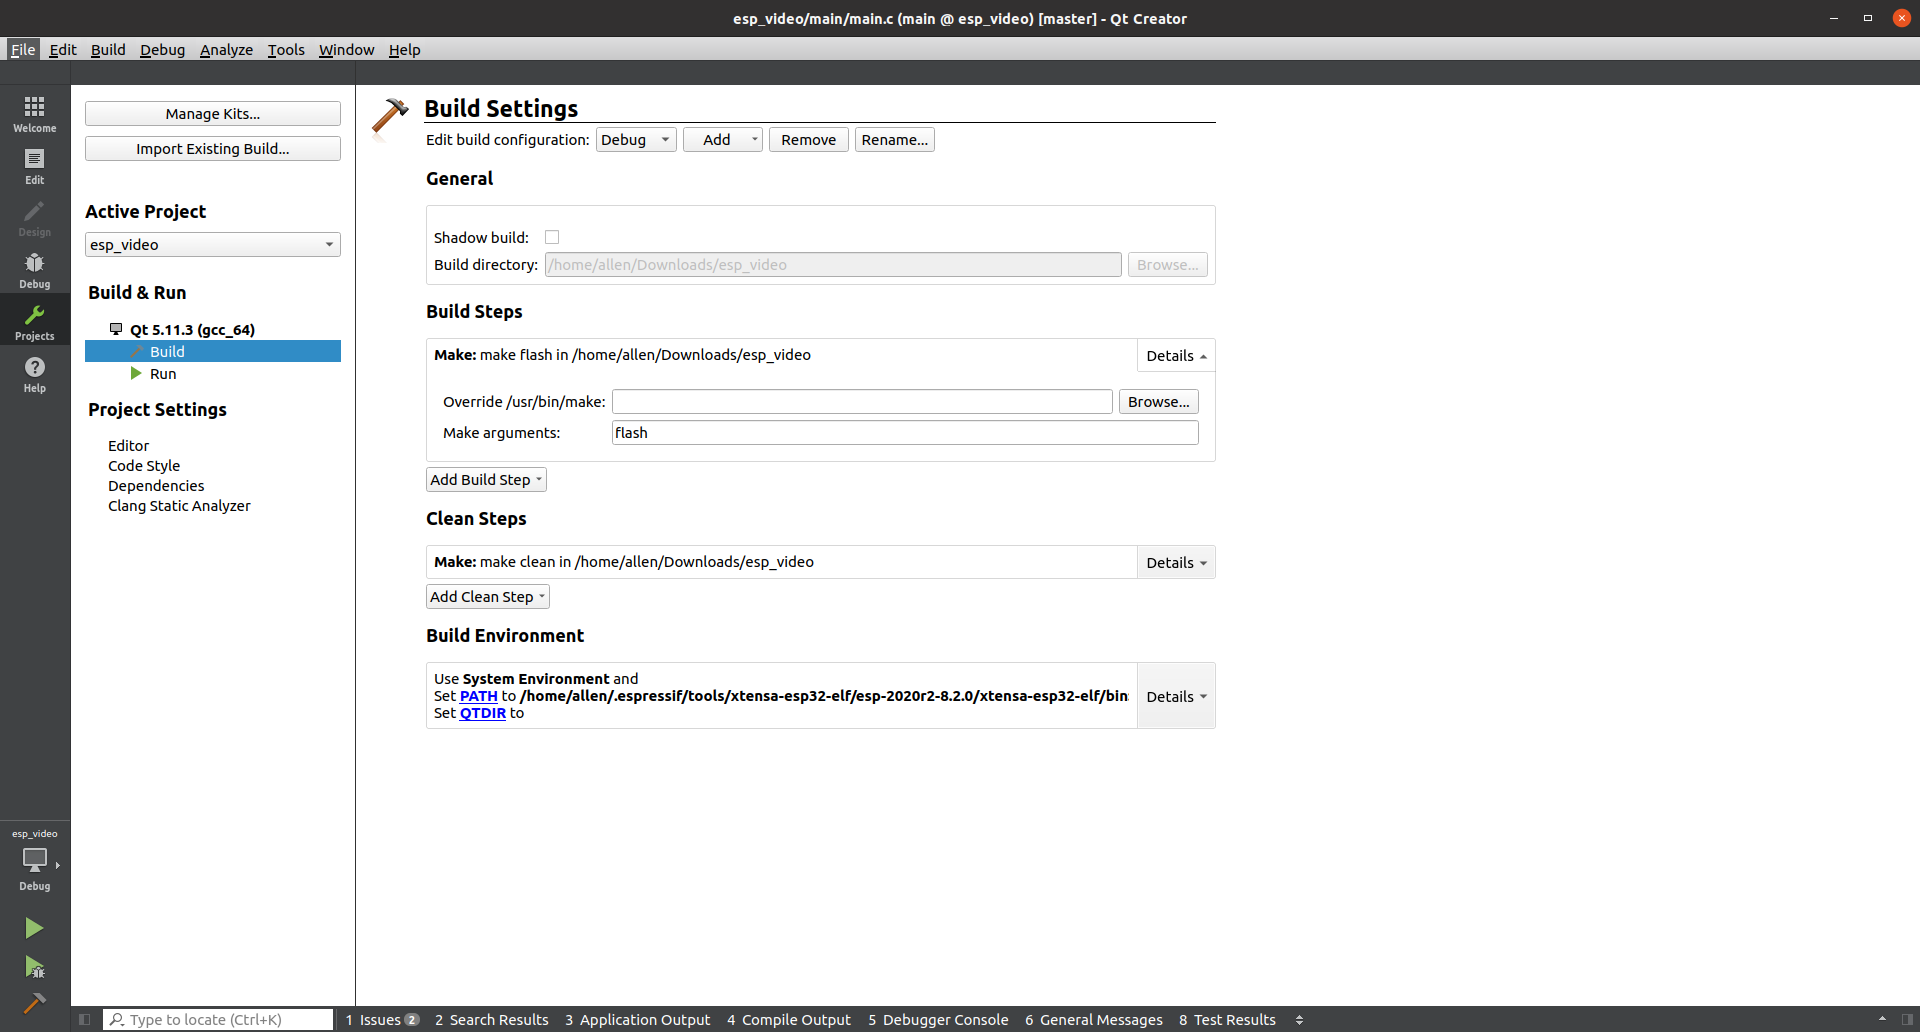 esp_video/main/main.c (main @ esp_video) [master] - Qt Creator
File Edit Build Debug Analyze Tools Window Help
Welcome
Edit
Design
Debug
Projects
Help
esp_video
Debug
Manage Kits...
Import Existing Build...
Active Project
esp_video
Build & Run
Qt 5.11.3 (gcc_64)
Build
Run
Project Settings
Editor
Code Style
Dependencies
Clang Static Analyzer
Build Settings
Edit build configuration: Debug Add Remove Rename...
General
Shadow build:
Build directory: /home/allen/Downloads/esp_video Browse...
Build Steps
Make: make flash in /home/allen/Downloads/esp_video Details
Override /usr/bin/make: Browse...
Make arguments: flash
Add Build Step
Clean Steps
Make: make clean in /home/allen/Downloads/esp_video Details
Add Clean Step
Build Environment
Use System Environment and
Set PATH to /home/allen/.espressif/tools/xtensa-esp32-elf/esp-2020r2-8.2.0/xtensa-esp32-elf/bin: Details
Set QTDIR to
Type to locate (Ctrl+K) 1 Issues 2 2 Search Results 3 Application Output 4 Compile Output 5 Debugger Console 6 General Messages 8 Test Results